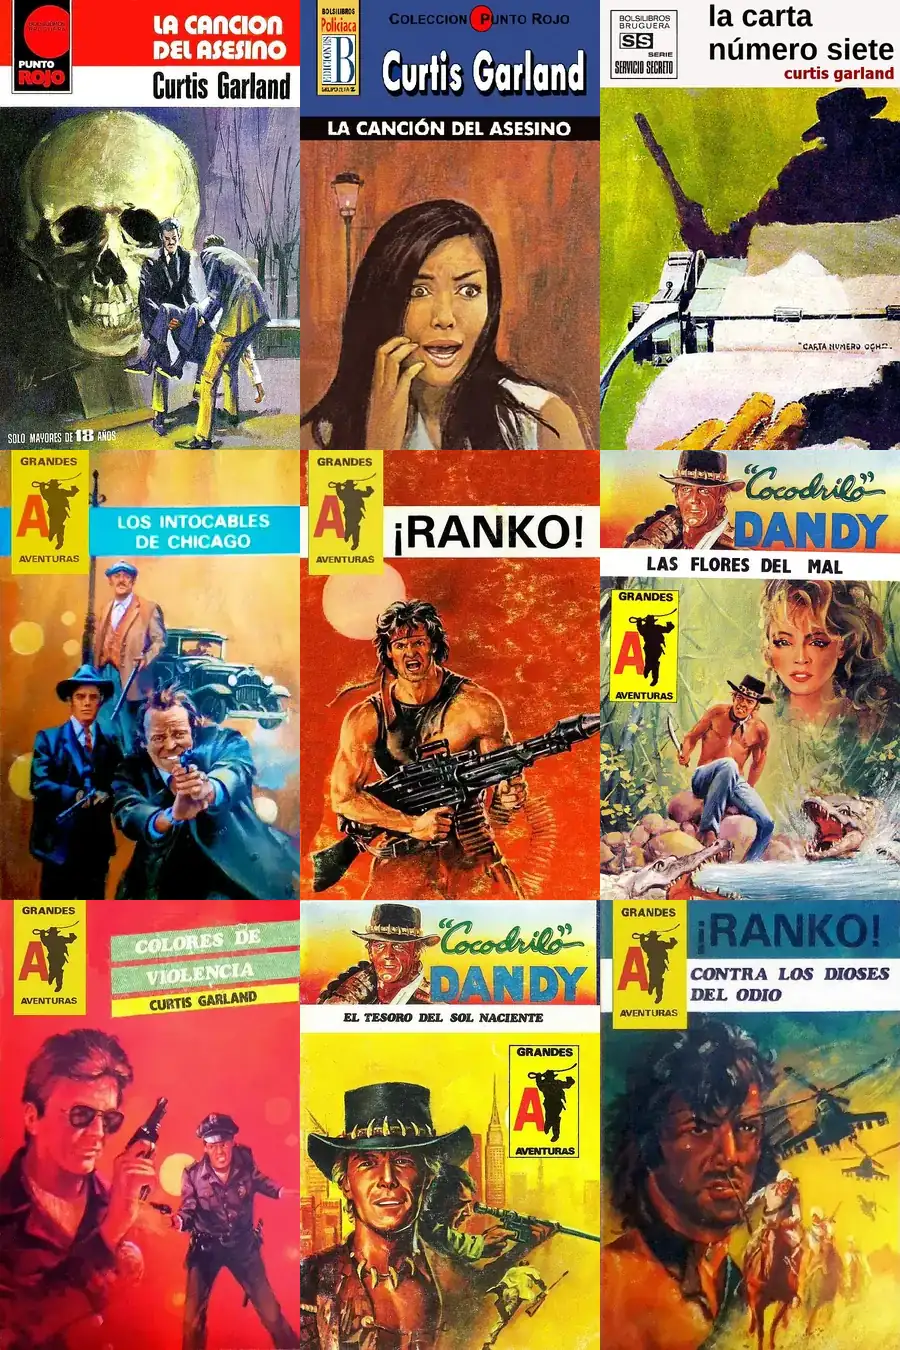 PUNTO
ROJO
LA CANCION
DEL ASESINO
Curtis Garland
SOLO MAYORES DE 18 AÑOS
BOLSILIBROS
Policiaca
EDICIONES
B
GRUPO ZETA
COLECCION PUNTO ROJO
Curtis Garland
LA CANCIÓN DEL ASESINO
BOLSILIBROS
BRUGUERA
SS
SERIE
SERVICIO SECRETO
la carta
número siete
curtis garland
"CARTA NUMERO OCH
GRANDES
A
AVENTURAS
LOS INTOCABLES
DE CHICAGO
GRANDES
A
AVENTURAS
¡RANKO!
"Cocodrilo"
DANDY
LAS FLORES DEL MAL
GRANDES
A
AVENTURAS
GRANDES
A
AVENTURAS
COLORES DE
VIOLENCIA
CURTIS GARLAND
"Cocodrilo"
DANDY
EL TESORO DEL SOL NACIENTE
GRANDES
A
AVENTURAS
GRANDES
A
AVENTURAS
¡RANKO!
CONTRA LOS DIOSES
DEL ODIO